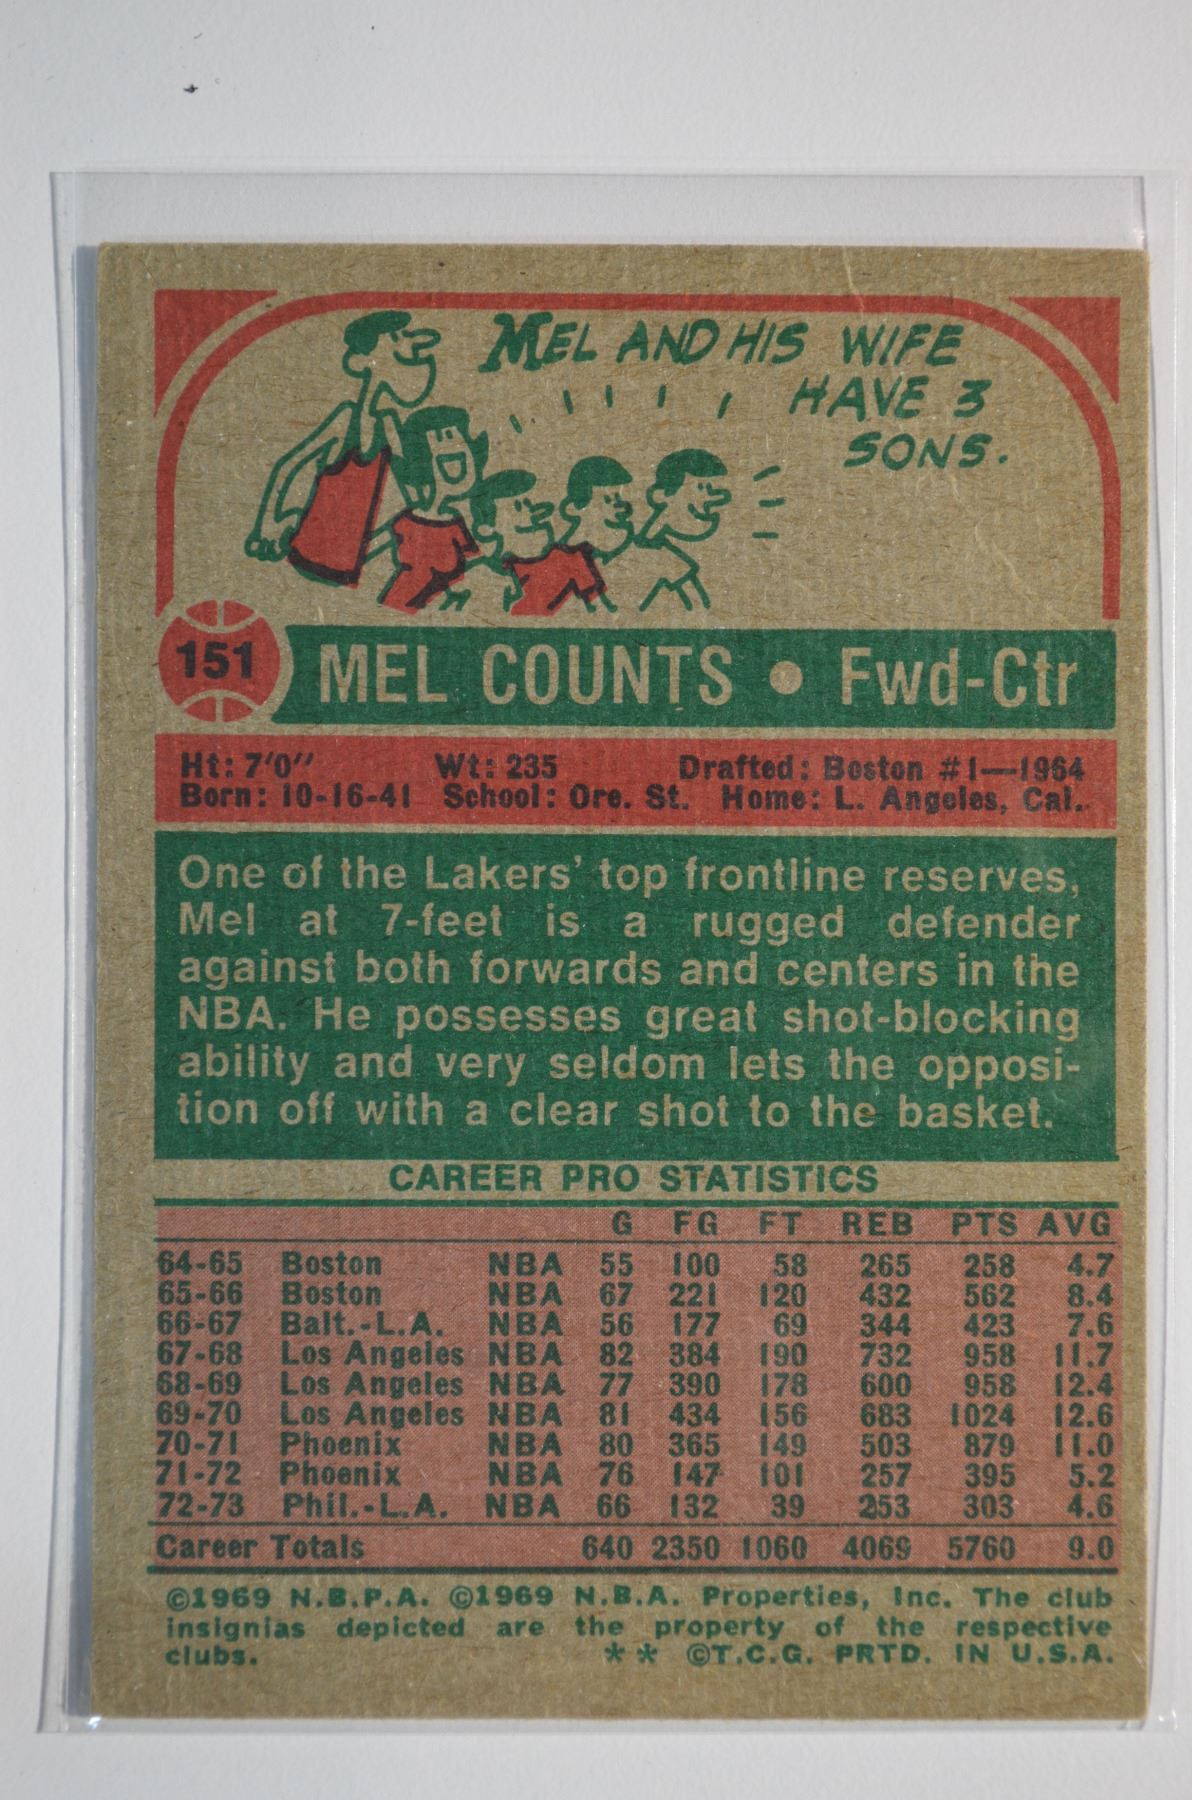 MEL AND HIS WIFE
HAVE 3
SONS.
151
MEL COUNTS • Fwd-Ctr
Ht: 7'0" Wt: 235 Drafted: Boston #1—1964
Born: 10-16-41 School: Ore. St. Home: L. Angeles, Cal.
One of the Lakers' top frontline reserves,
Mel at 7-feet is a rugged defender
against both forwards and centers in the
NBA. He possesses great shot-blocking
ability and very seldom lets the opposi-
tion off with a clear shot to the basket.
CAREER PRO STATISTICS
G FG FT REB PTS AVG
64-65 Boston NBA 55 100 58 265 258 4.7
65-66 Boston NBA 67 221 120 432 562 8.4
66-67 Balt.-L.A. NBA 56 177 69 344 423 7.6
67-68 Los Angeles NBA 82 384 190 732 958 11.7
68-69 Los Angeles NBA 77 390 178 600 958 12.4
69-70 Los Angeles NBA 81 434 156 683 1024 12.6
70-71 Phoenix NBA 80 365 149 503 879 11.0
71-72 Phoenix NBA 76 147 101 257 395 5.2
72-73 Phil.-L.A. NBA 66 132 39 253 303 4.6
Career Totals 640 2350 1060 4069 5760 9.0
©1969 N.B.P.A. ©1969 N.B.A. Properties, Inc. The club
insignias depicted are the property of the respective
clubs. ** ©T.C.G. PRTD. IN U.S.A.